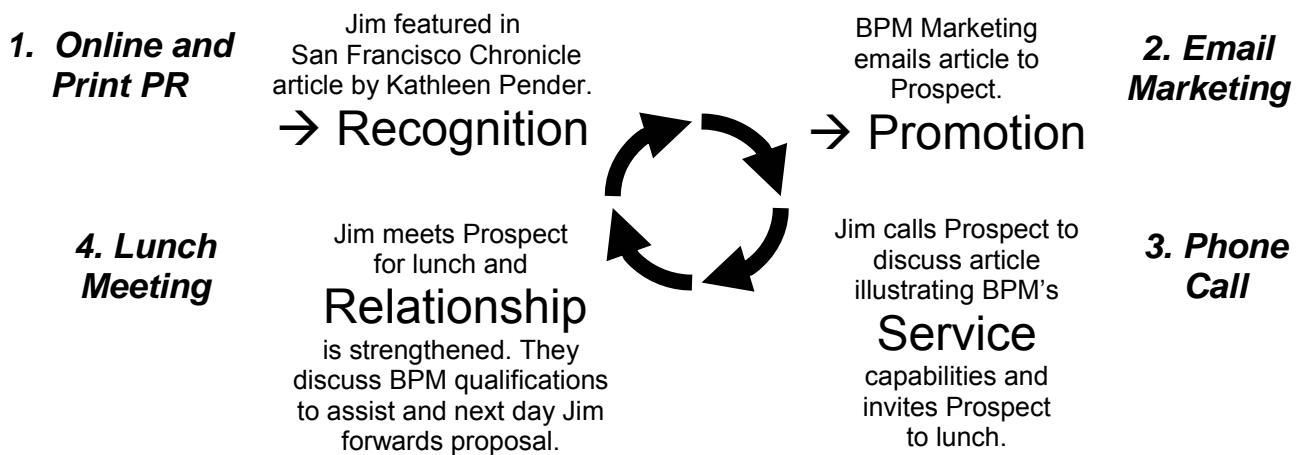 1. Online and
Print PR
Jim featured in
San Francisco Chronicle
article by Kathleen Pender.
→ Recognition
BPM Marketing
emails article to
Prospect.
→ Promotion
2. Email
Marketing
4. Lunch
Meeting
Jim meets Prospect
for lunch and
Relationship
is strengthened. They
discuss BPM qualifications
to assist and next day Jim
forwards proposal.
Jim calls Prospect to
discuss article
illustrating BPM’s
Service
capabilities and
invites Prospect
to lunch.
3. Phone
Call